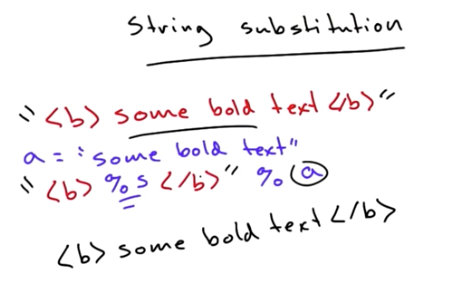 String substitution
"<b> some bold text </b>"
a = "some bold text"
"<b> %s </b>" % a
<b> some bold text </b>